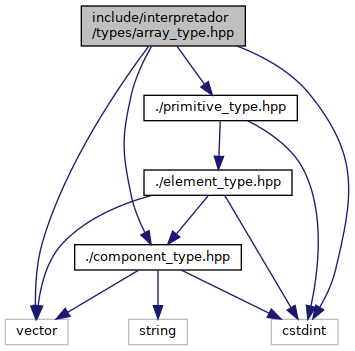 include/interpretador
/types/array_type.hpp
./primitive_type.hpp
./element_type.hpp
./component_type.hpp
vector
string
cstdint